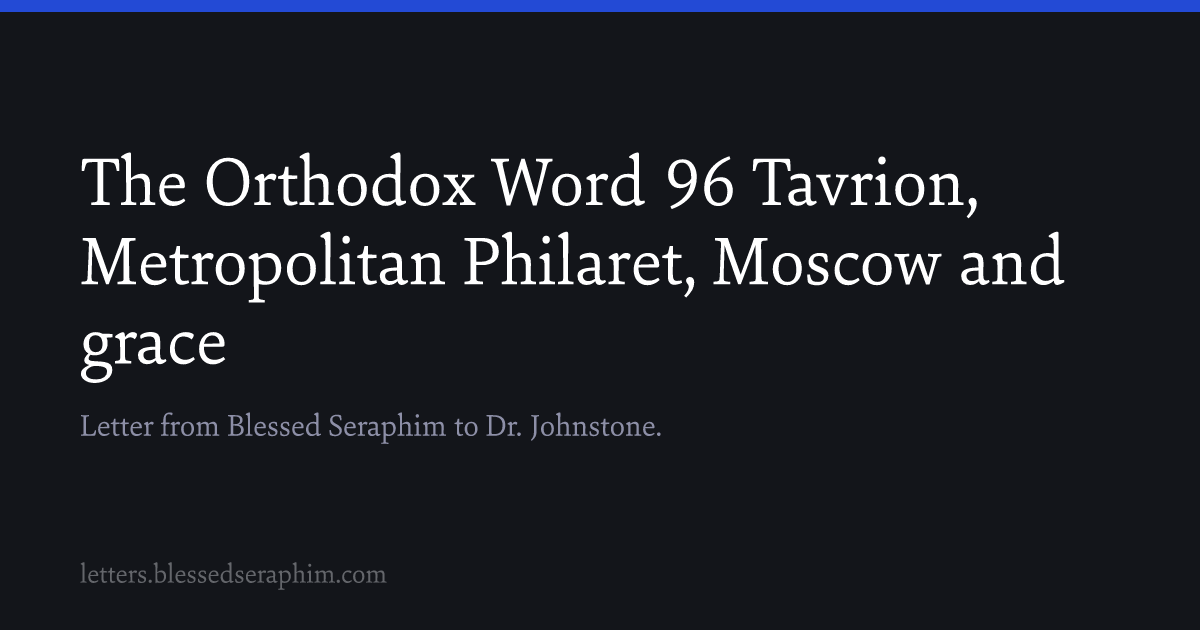 The Orthodox Word 96 Tavrion,
Metropolitan Philaret, Moscow and
grace
Letter from Blessed Seraphim to Dr. Johnstone.
letters.blessedseraphim.com